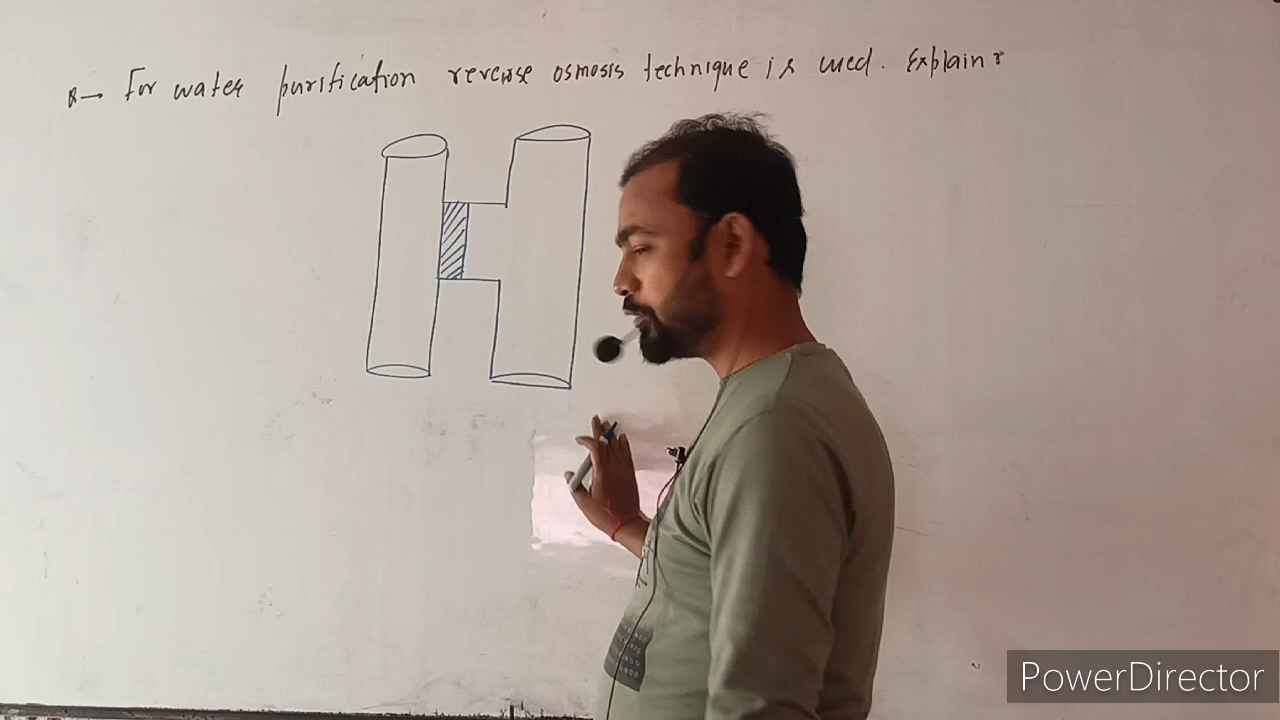 Q→ For water purification reverse osmosis technique is used. Explain?
PowerDirector